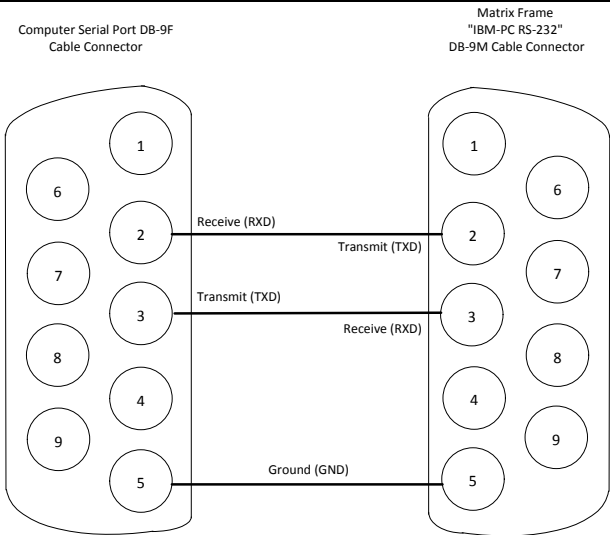 Computer Serial Port DB-9F
Cable Connector
Matrix Frame
"IBM-PC RS-232"
DB-9M Cable Connector
1
6
2
7
3
8
4
9
5
Receive (RXD)
Transmit (TXD)
Transmit (TXD)
Receive (RXD)
Ground (GND)
1
6
2
7
3
8
4
9
5